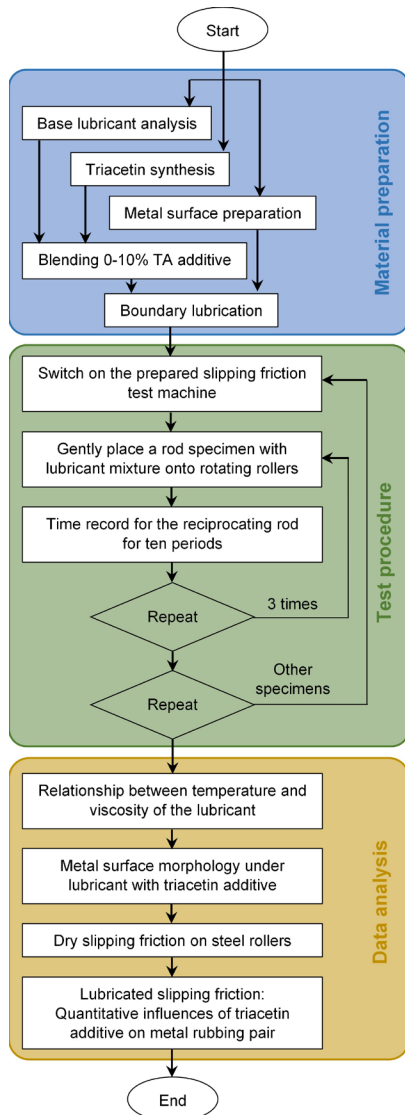 Start
Material preparation
Base lubricant analysis
Triacetin synthesis
Metal surface preparation
Blending 0-10% TA additive
Boundary lubrication
Test procedure
Switch on the prepared slipping friction
test machine
Gently place a rod specimen with
lubricant mixture onto rotating rollers
Time record for the reciprocating rod
for ten periods
Repeat
3 times
Repeat
Other
specimens
Data analysis
Relationship between temperature and
viscosity of the lubricant
Metal surface morphology under
lubricant with triacetin additive
Dry slipping friction on steel rollers
Lubricated slipping friction:
Quantitative influences of triacetin
additive on metal rubbing pair
End